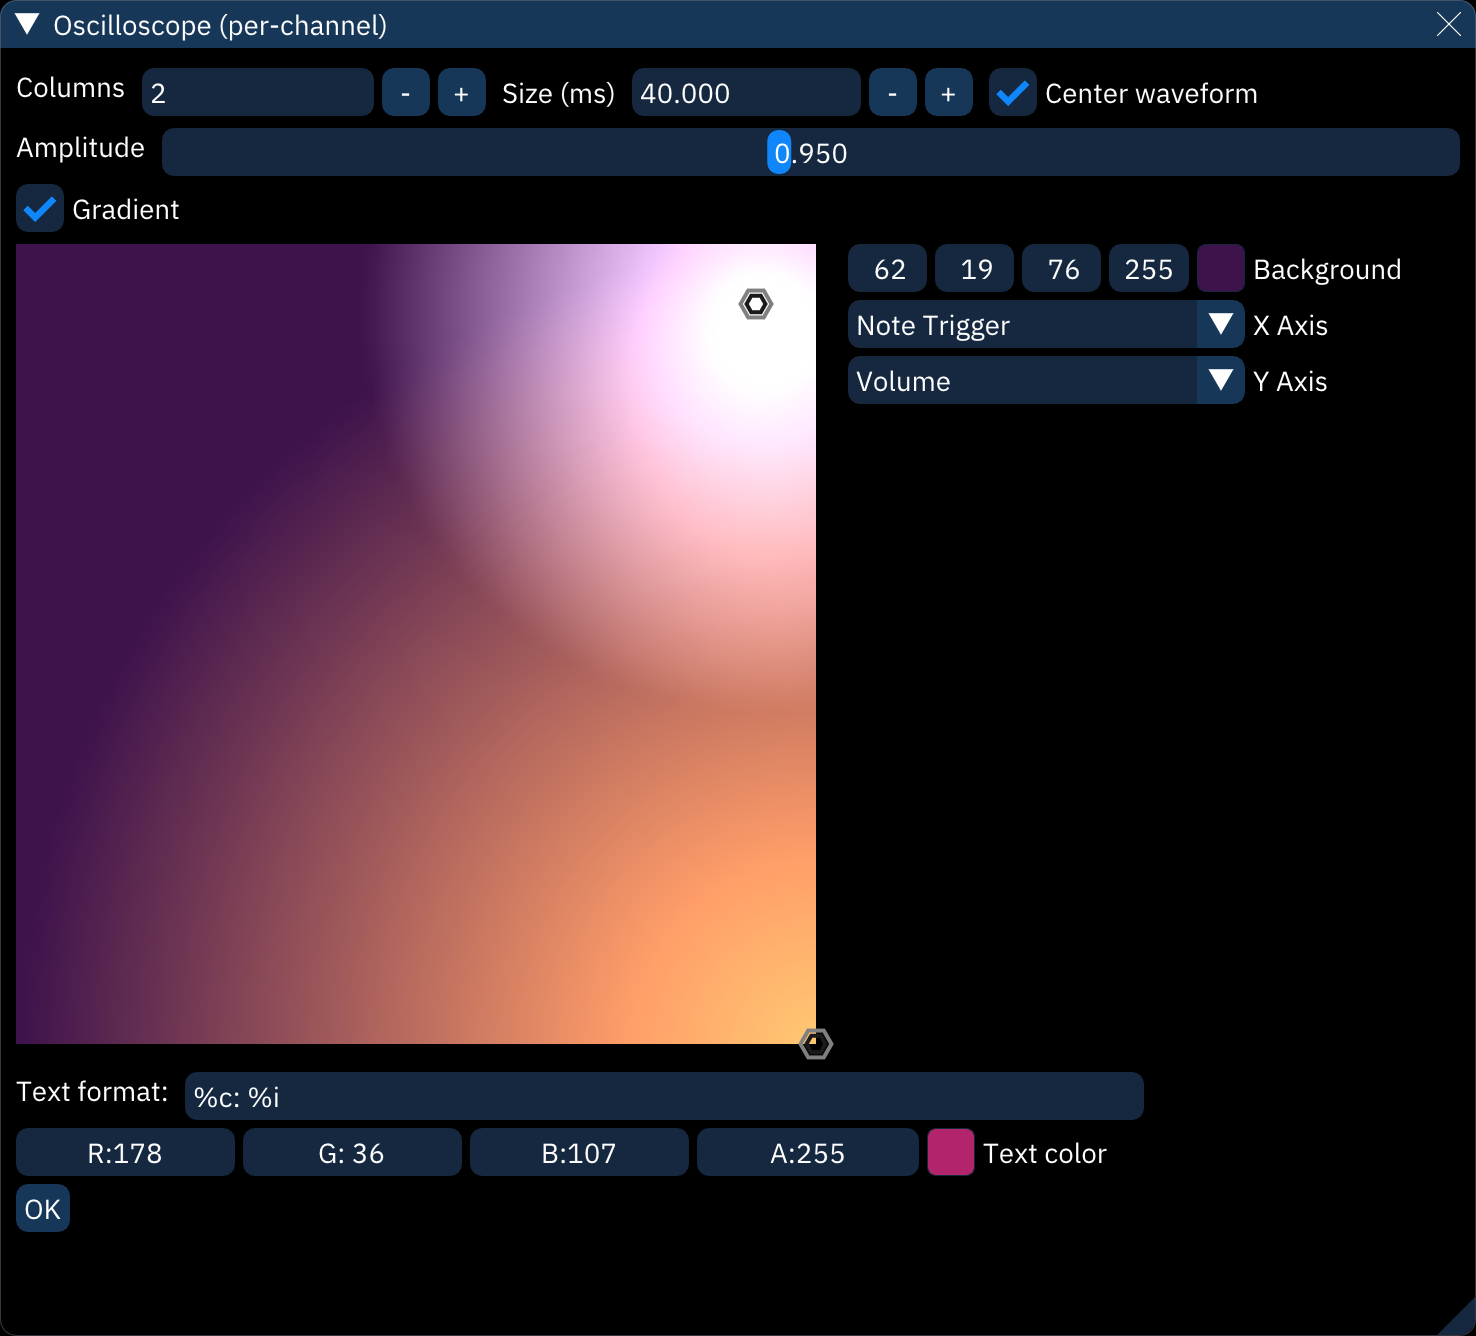 Oscilloscope (per-channel)
Columns 2 - + Size (ms) 40.000 - + Center waveform
Amplitude 0.950
Gradient
62 19 76 255 Background
Note Trigger X Axis
Volume Y Axis
Text format: %c: %i
R:178 G: 36 B:107 A:255 Text color
OK